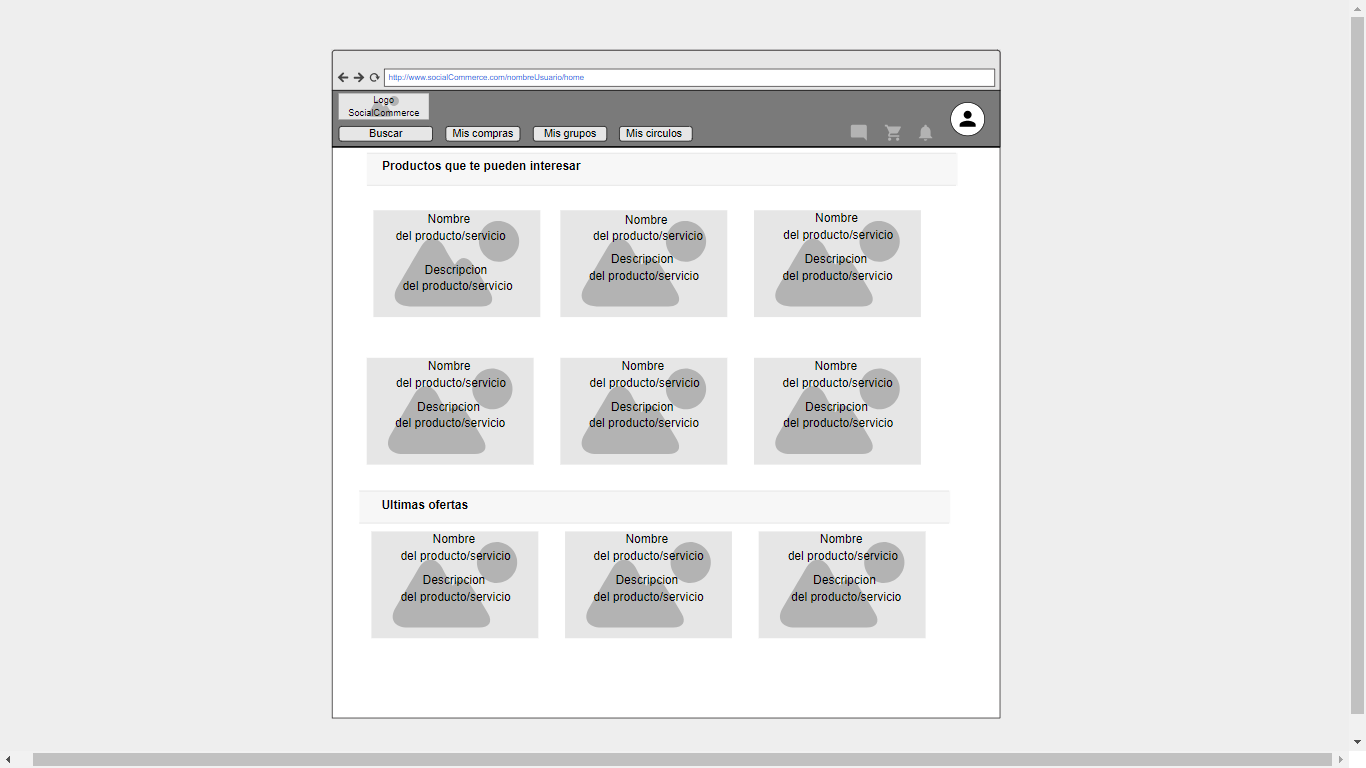 http://www.socialCommerce.com/nombreUsuario/home
Logo
SocialCommerce
Buscar Mis compras Mis grupos Mis circulos
Productos que te pueden interesar
Nombre Nombre Nombre
del producto/servicio del producto/servicio del producto/servicio
Descripcion Descripcion Descripcion
del producto/servicio del producto/servicio del producto/servicio
Nombre Nombre Nombre
del producto/servicio del producto/servicio del producto/servicio
Descripcion Descripcion Descripcion
del producto/servicio del producto/servicio del producto/servicio
Ultimas ofertas
Nombre Nombre Nombre
del producto/servicio del producto/servicio del producto/servicio
Descripcion Descripcion Descripcion
del producto/servicio del producto/servicio del producto/servicio